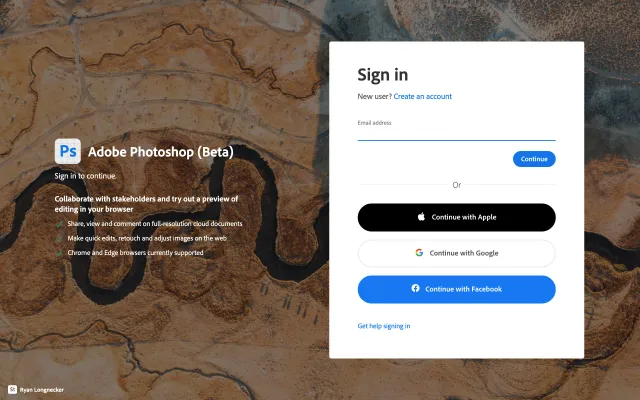 Ps Adobe Photoshop (Beta)
Sign in to continue.
Collaborate with stakeholders and try out a preview of
editing in your browser
Share, view and comment on full-resolution cloud documents
Make quick edits, retouch and adjust images on the web
Chrome and Edge browsers currently supported
St Ryan Longnecker
Sign in
New user? Create an account
Email address
Continue
Or
Continue with Apple
Continue with Google
Continue with Facebook
Get help signing in